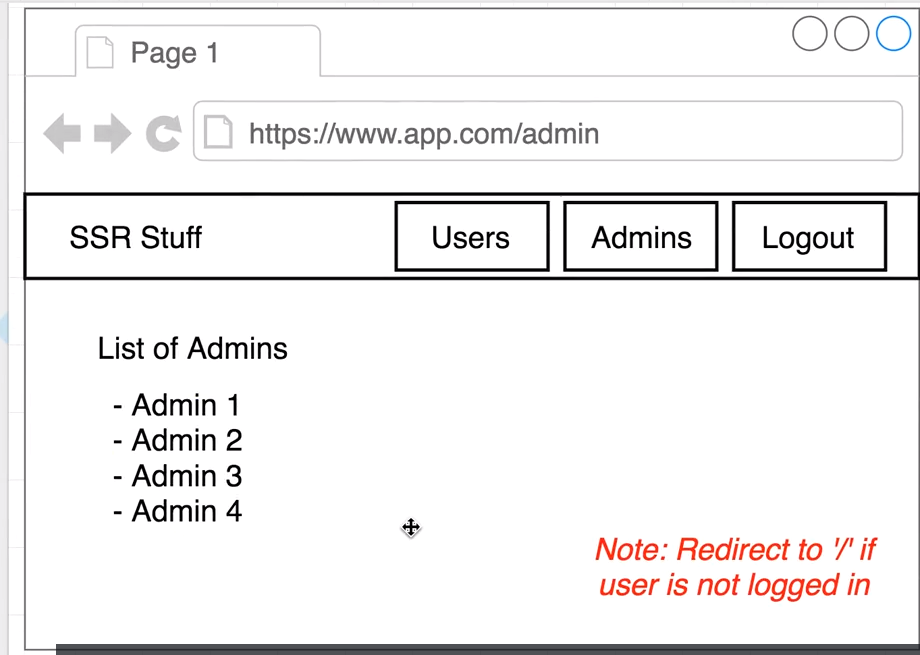 Page 1
https://www.app.com/admin
SSR Stuff Users Admins Logout
List of Admins
- Admin 1
- Admin 2
- Admin 3
- Admin 4
Note: Redirect to '/' if
user is not logged in